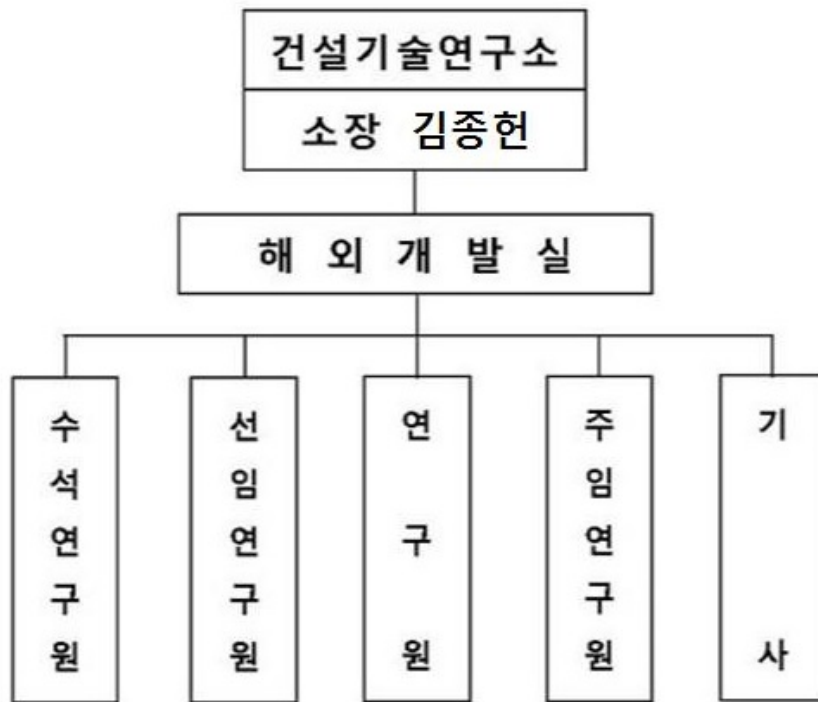 건설기술연구소
소장 김종헌
해 외 개 발 실
수석연구원
선임연구원
연구원
주임연구원
기사